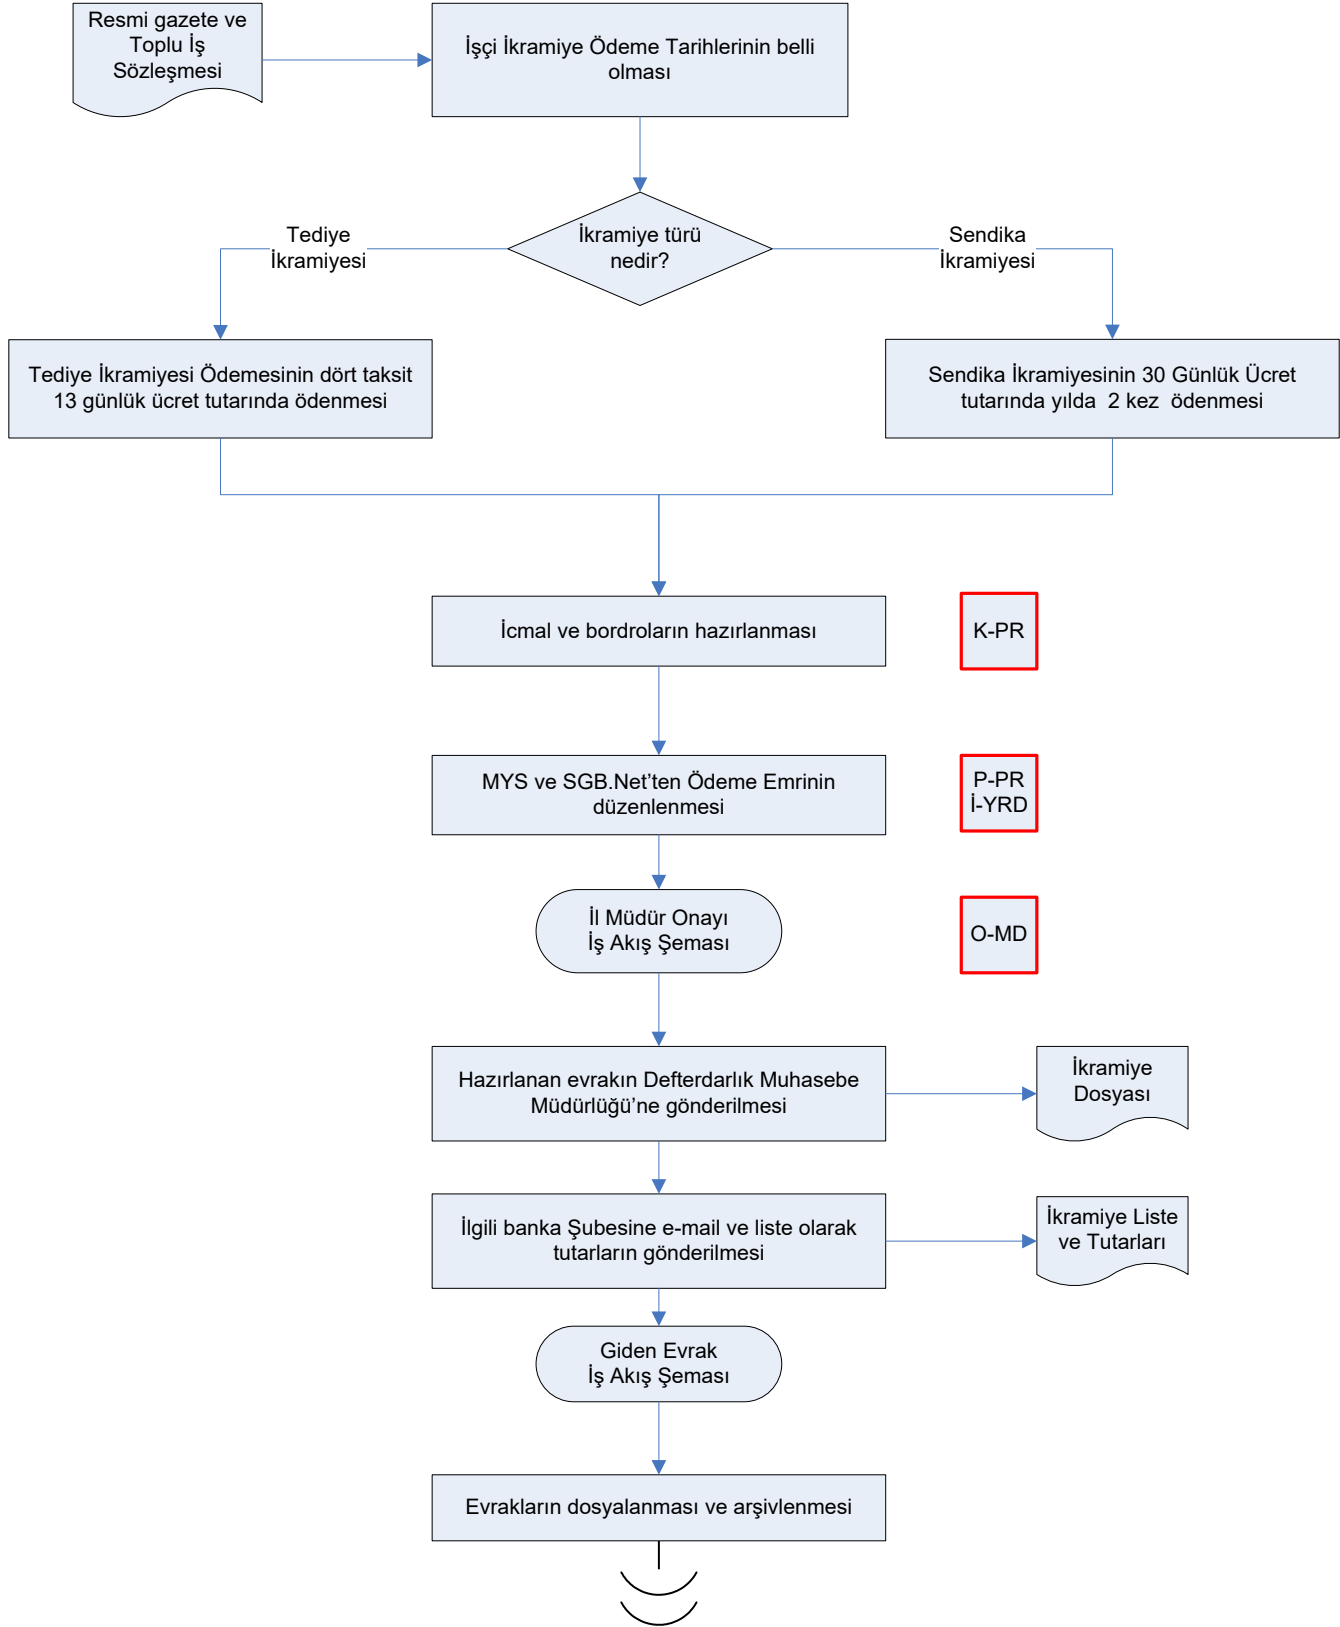 Resmi gazete ve
Toplu İş
Sözleşmesi
İşçi İkramiye Ödeme Tarihlerinin belli
olması
İkramiye türü
nedir?
Tediye
İkramiyesi
Sendika
İkramiyesi
Tediye İkramiyesi Ödemesinin dört taksit
13 günlük ücret tutarında ödenmesi
Sendika İkramiyesinin 30 Günlük Ücret
tutarında yılda  2 kez  ödenmesi
İcmal ve bordroların hazırlanması
K-PR
MYS ve SGB.Net’ten Ödeme Emrinin
düzenlenmesi
P-PR
İ-YRD
İl Müdür Onayı
İş Akış Şeması
O-MD
Hazırlanan evrakın Defterdarlık Muhasebe
Müdürlüğü’ne gönderilmesi
İkramiye
Dosyası
İlgili banka Şubesine e-mail ve liste olarak
tutarların gönderilmesi
İkramiye Liste
ve Tutarları
Giden Evrak
İş Akış Şeması
Evrakların dosyalanması ve arşivlenmesi